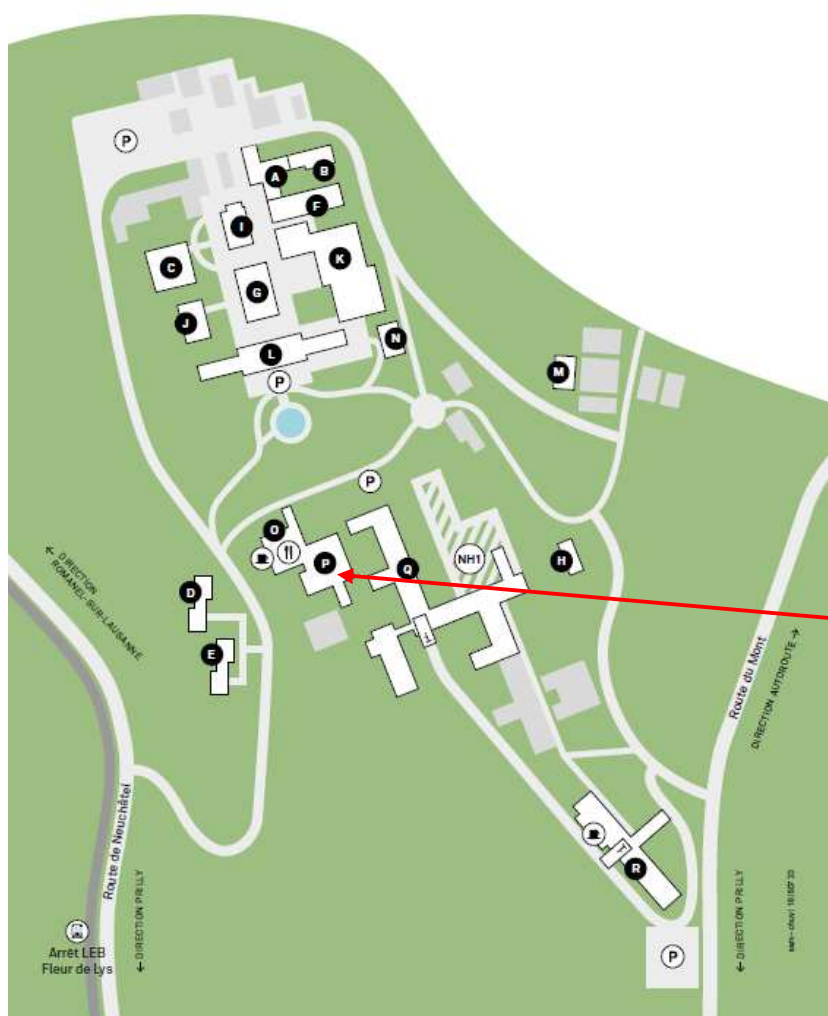 P
A
B
F
I
K
C
G
J
N
L
P
M
P
O
P
Q
NH1
H
D
E
← DIRECTION
ROMANEL-SUR-LAUSANNE
Route du Mont
DIRECTION AUTOROUTE →
Route de Neuchâtel
R
← DIRECTION PRILLY
← DIRECTION PRILLY
Arrêt LEB
Fleur de Lys
P